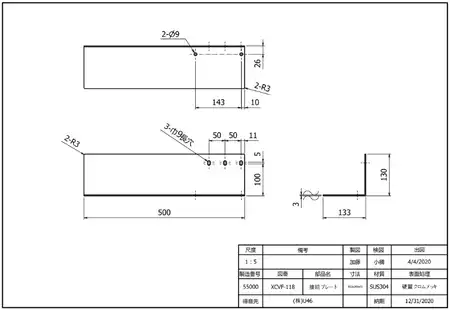 2-Ø9
26
2-R3
143
10
3-巾9長穴
50
50
11
2-R3
5
100
500
130
3
133
尺度 備考 製図 検図 出図
1:5 加藤 小橋 4/4/2020
製造番号 図番 部品名 寸法 材質 表面処理
55000 XCVF-118 接続プレート SUS304 硬質クロムメッキ
得意先 (株)U46 納期 12/31/2020